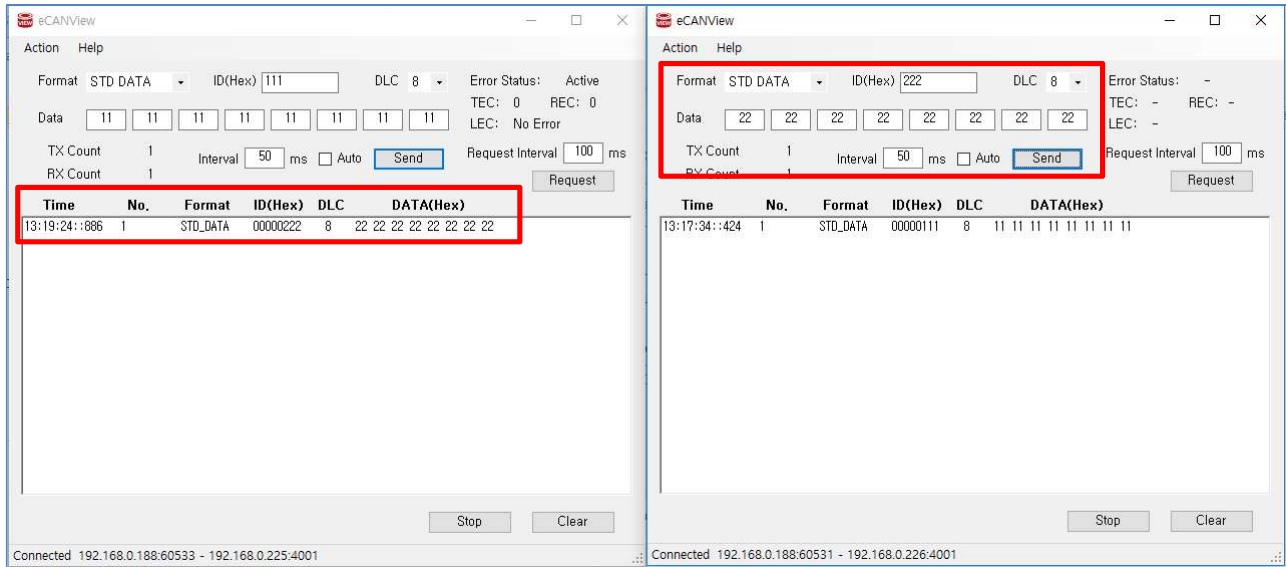 eCANView
Action Help
Format STD DATA ID(Hex) 111 DLC 8 Error Status: Active
TEC: 0 REC: 0
Data 11 11 11 11 11 11 11 11 LEC: No Error
TX Count 1 Interval 50 ms Auto Send Request Interval 100 ms
RX Count 1 Request
Time No. Format ID(Hex) DLC DATA(Hex)
13:19:24::886 1 STD_DATA 00000222 8 22 22 22 22 22 22 22 22
Stop Clear
Connected 192.168.0.188:60533 - 192.168.0.225:4001
eCANView
Action Help
Format STD DATA ID(Hex) 222 DLC 8 Error Status: -
TEC: - REC: -
Data 22 22 22 22 22 22 22 22 LEC: -
TX Count 1 Interval 50 ms Auto Send Request Interval 100 ms
RX Count 1 Request
Time No. Format ID(Hex) DLC DATA(Hex)
13:17:34::424 1 STD_DATA 00000111 8 11 11 11 11 11 11 11 11
Stop Clear
Connected 192.168.0.188:60531 - 192.168.0.226:4001